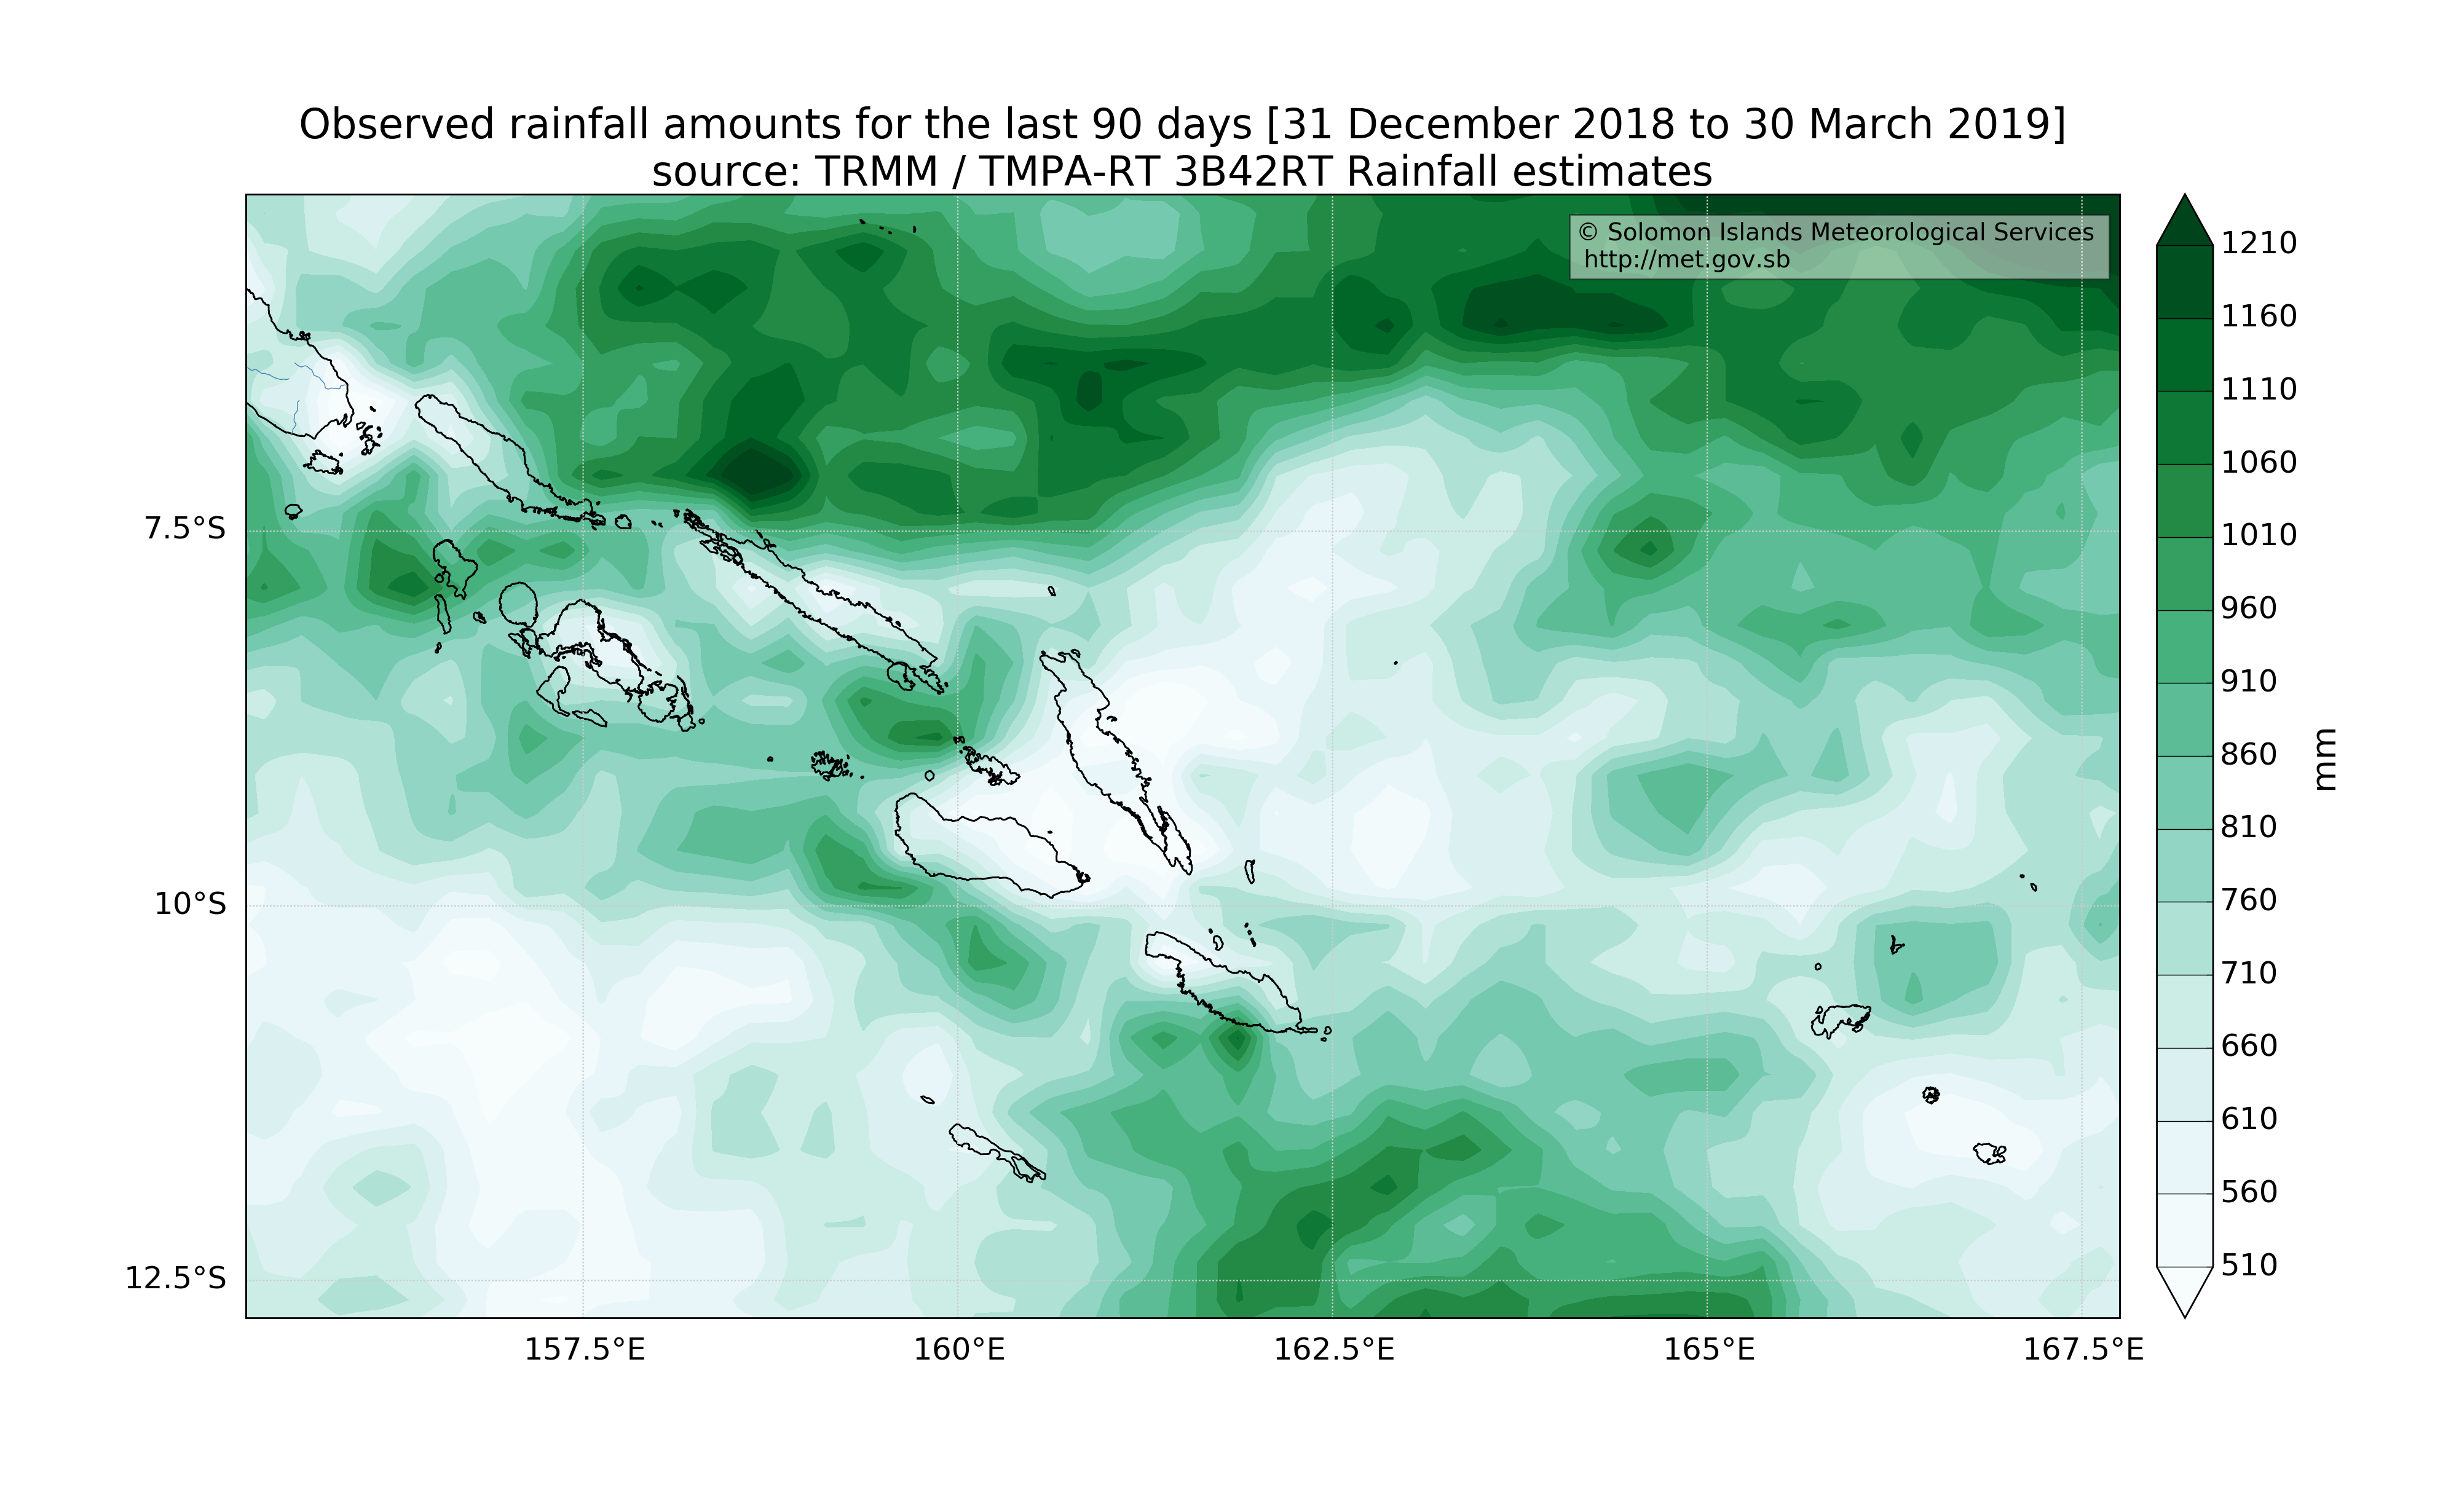 Observed rainfall amounts for the last 90 days [31 December 2018 to 30 March 2019]
source: TRMM / TMPA-RT 3B42RT Rainfall estimates
© Solomon Islands Meteorological Services
http://met.gov.sb
7.5°S
10°S
12.5°S
157.5°E
160°E
162.5°E
165°E
167.5°E
1210
1160
1110
1060
1010
960
910
860
810
760
710
660
610
560
510
mm